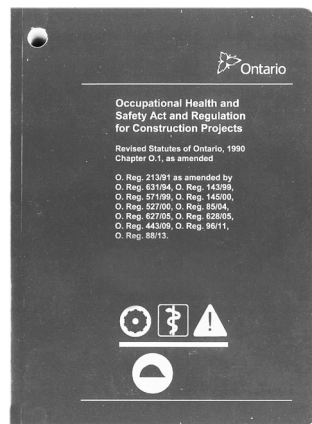 Ontario
Occupational Health and
Safety Act and Regulation
for Construction Projects
Revised Statutes of Ontario, 1990
Chapter O.1, as amended
O. Reg. 213/91 as amended by
O. Reg. 631/94, O. Reg. 143/99,
O. Reg. 571/99, O. Reg. 145/00,
O. Reg. 527/00, O. Reg. 85/04,
O. Reg. 627/05, O. Reg. 628/05,
O. Reg. 443/09, O. Reg. 96/11,
O. Reg. 88/13.